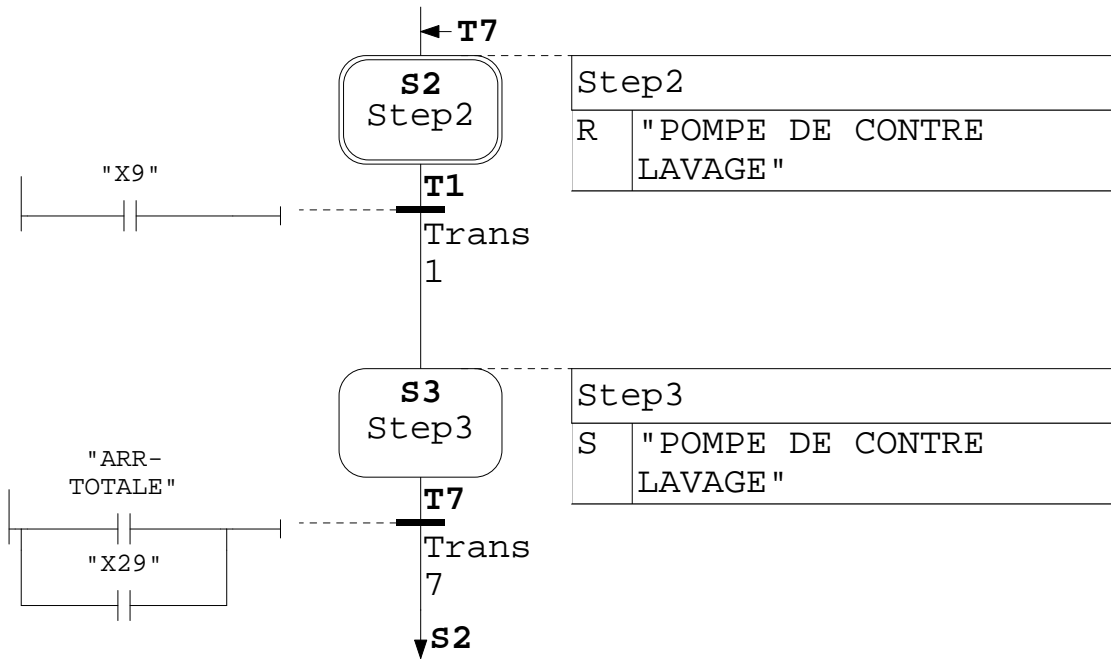 T7
S2
Step2
Step2
R "POMPE DE CONTRE
LAVAGE"
"X9"
T1
Trans
1
S3
Step3
Step3
S "POMPE DE CONTRE
LAVAGE"
"ARR-
TOTALE"
T7
Trans
7
"X29"
S2